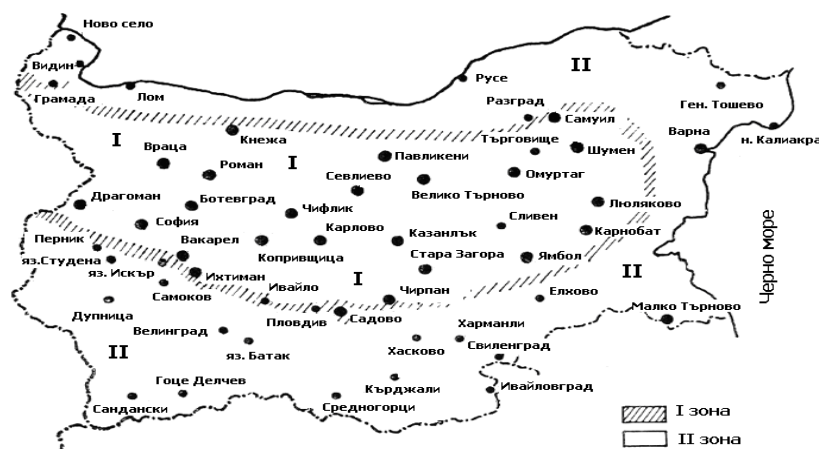 Ново село
Видин
Грамада
Лом
Русе
II
Ген. Тошево
Разград
Самуил
Варна
н. Калиакра
I
Кнежа
Търговище
Шумен
Враца
I
Павликени
Роман
Севлиево
Омуртаг
Велико Търново
Драгоман
Ботевград
Чифлик
Люляково
София
Сливен
Карнобат
Перник
Вакарел
Карлово
Казанлък
яз.Студена
Копривщица
Стара Загора
Ямбол
яз. Искър
Ихтиман
I
II
Черно море
Самоков
Ивайло
Чирпан
Елхово
Дупница
Пловдив
Садово
Малко Търново
Велинград
Харманли
II
яз. Батак
Хасково
Свиленград
Гоце Делчев
Кърджали
Ивайловград
Сандански
Средногорци
I зона
II зона